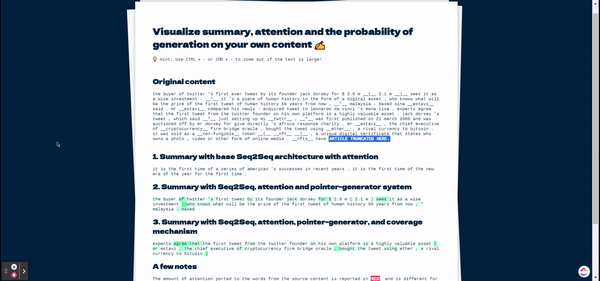 Visualize summary, attention and the probability of
generation on your own content ✍
💡 Hint: Use CTRL + - or CMD + - to zoom out if the text is large!
Original content
the buyer of twitter 's first ever tweet by its founder jack dorsey for $ 2.9 m __(__ 2.1 m __)__ sees it as
a wise investment . __"__ it 's a piece of human history in the form of a digital asset . who knows what will
be the price of the first tweet of human history 50 years from now , __"__ malaysia - based sina __estavi__
said . mr __estavi__ compared his newly - acquired tweet to leonardo da vinci 's mona lisa . experts agree
that the first tweet from the twitter founder on his own platform is a highly valuable asset . jack dorsey 's
tweet , which said __"__ just setting up my __twttr__ , __"__ was first published on 21 march 2006 and was
auctioned off by mr dorsey for give directly 's africa response charity . mr __estavi__ , the chief executive
of __cryptocurrency__ fire bridge oracle , bought the tweet using __ether__ , a rival currency to bitcoin .
it was sold as a __non-fungible__ token __(__ __nft__ __)__ , a unique digital certificate that states who
owns a photo , video or other form of online media . __nfts__ have ARTICLE TRUNCATED HERE.
1. Summary with base Seq2Seq architecture with attention
it is the first time of a series of american 's successes in recent years . it is the first time of the new
era of the year for the first time .
2. Summary with Seq2Seq, attention and pointer-generator system
the buyer of twitter 's first tweet by its founder jack dorsey for $ 2.9 m ( 2.1 m ) sees it as a wise
investment . who knows what will be the price of the first tweet of human history 50 years from now , "
malaysia - based
3. Summary with Seq2Seq, attention, pointer-generator, and coverage
mechanism
experts agree that the first tweet from the twitter founder on his own platform is a highly valuable asset .
mr estavi , the chief executive of cryptocurrency fire bridge oracle , bought the tweet using ether , a rival
currency to bitcoin .
A few notes
The amount of attention ported to the words from the source content is reported in , and is different for